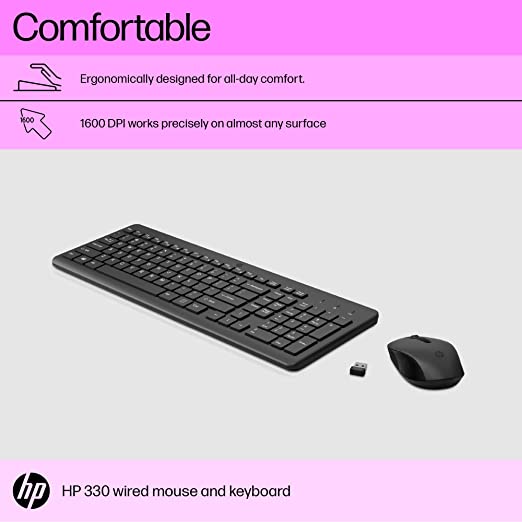 Comfortable
Ergonomically designed for all-day comfort.
1600
1600 DPI works precisely on almost any surface
hp
HP 330 wired mouse and keyboard